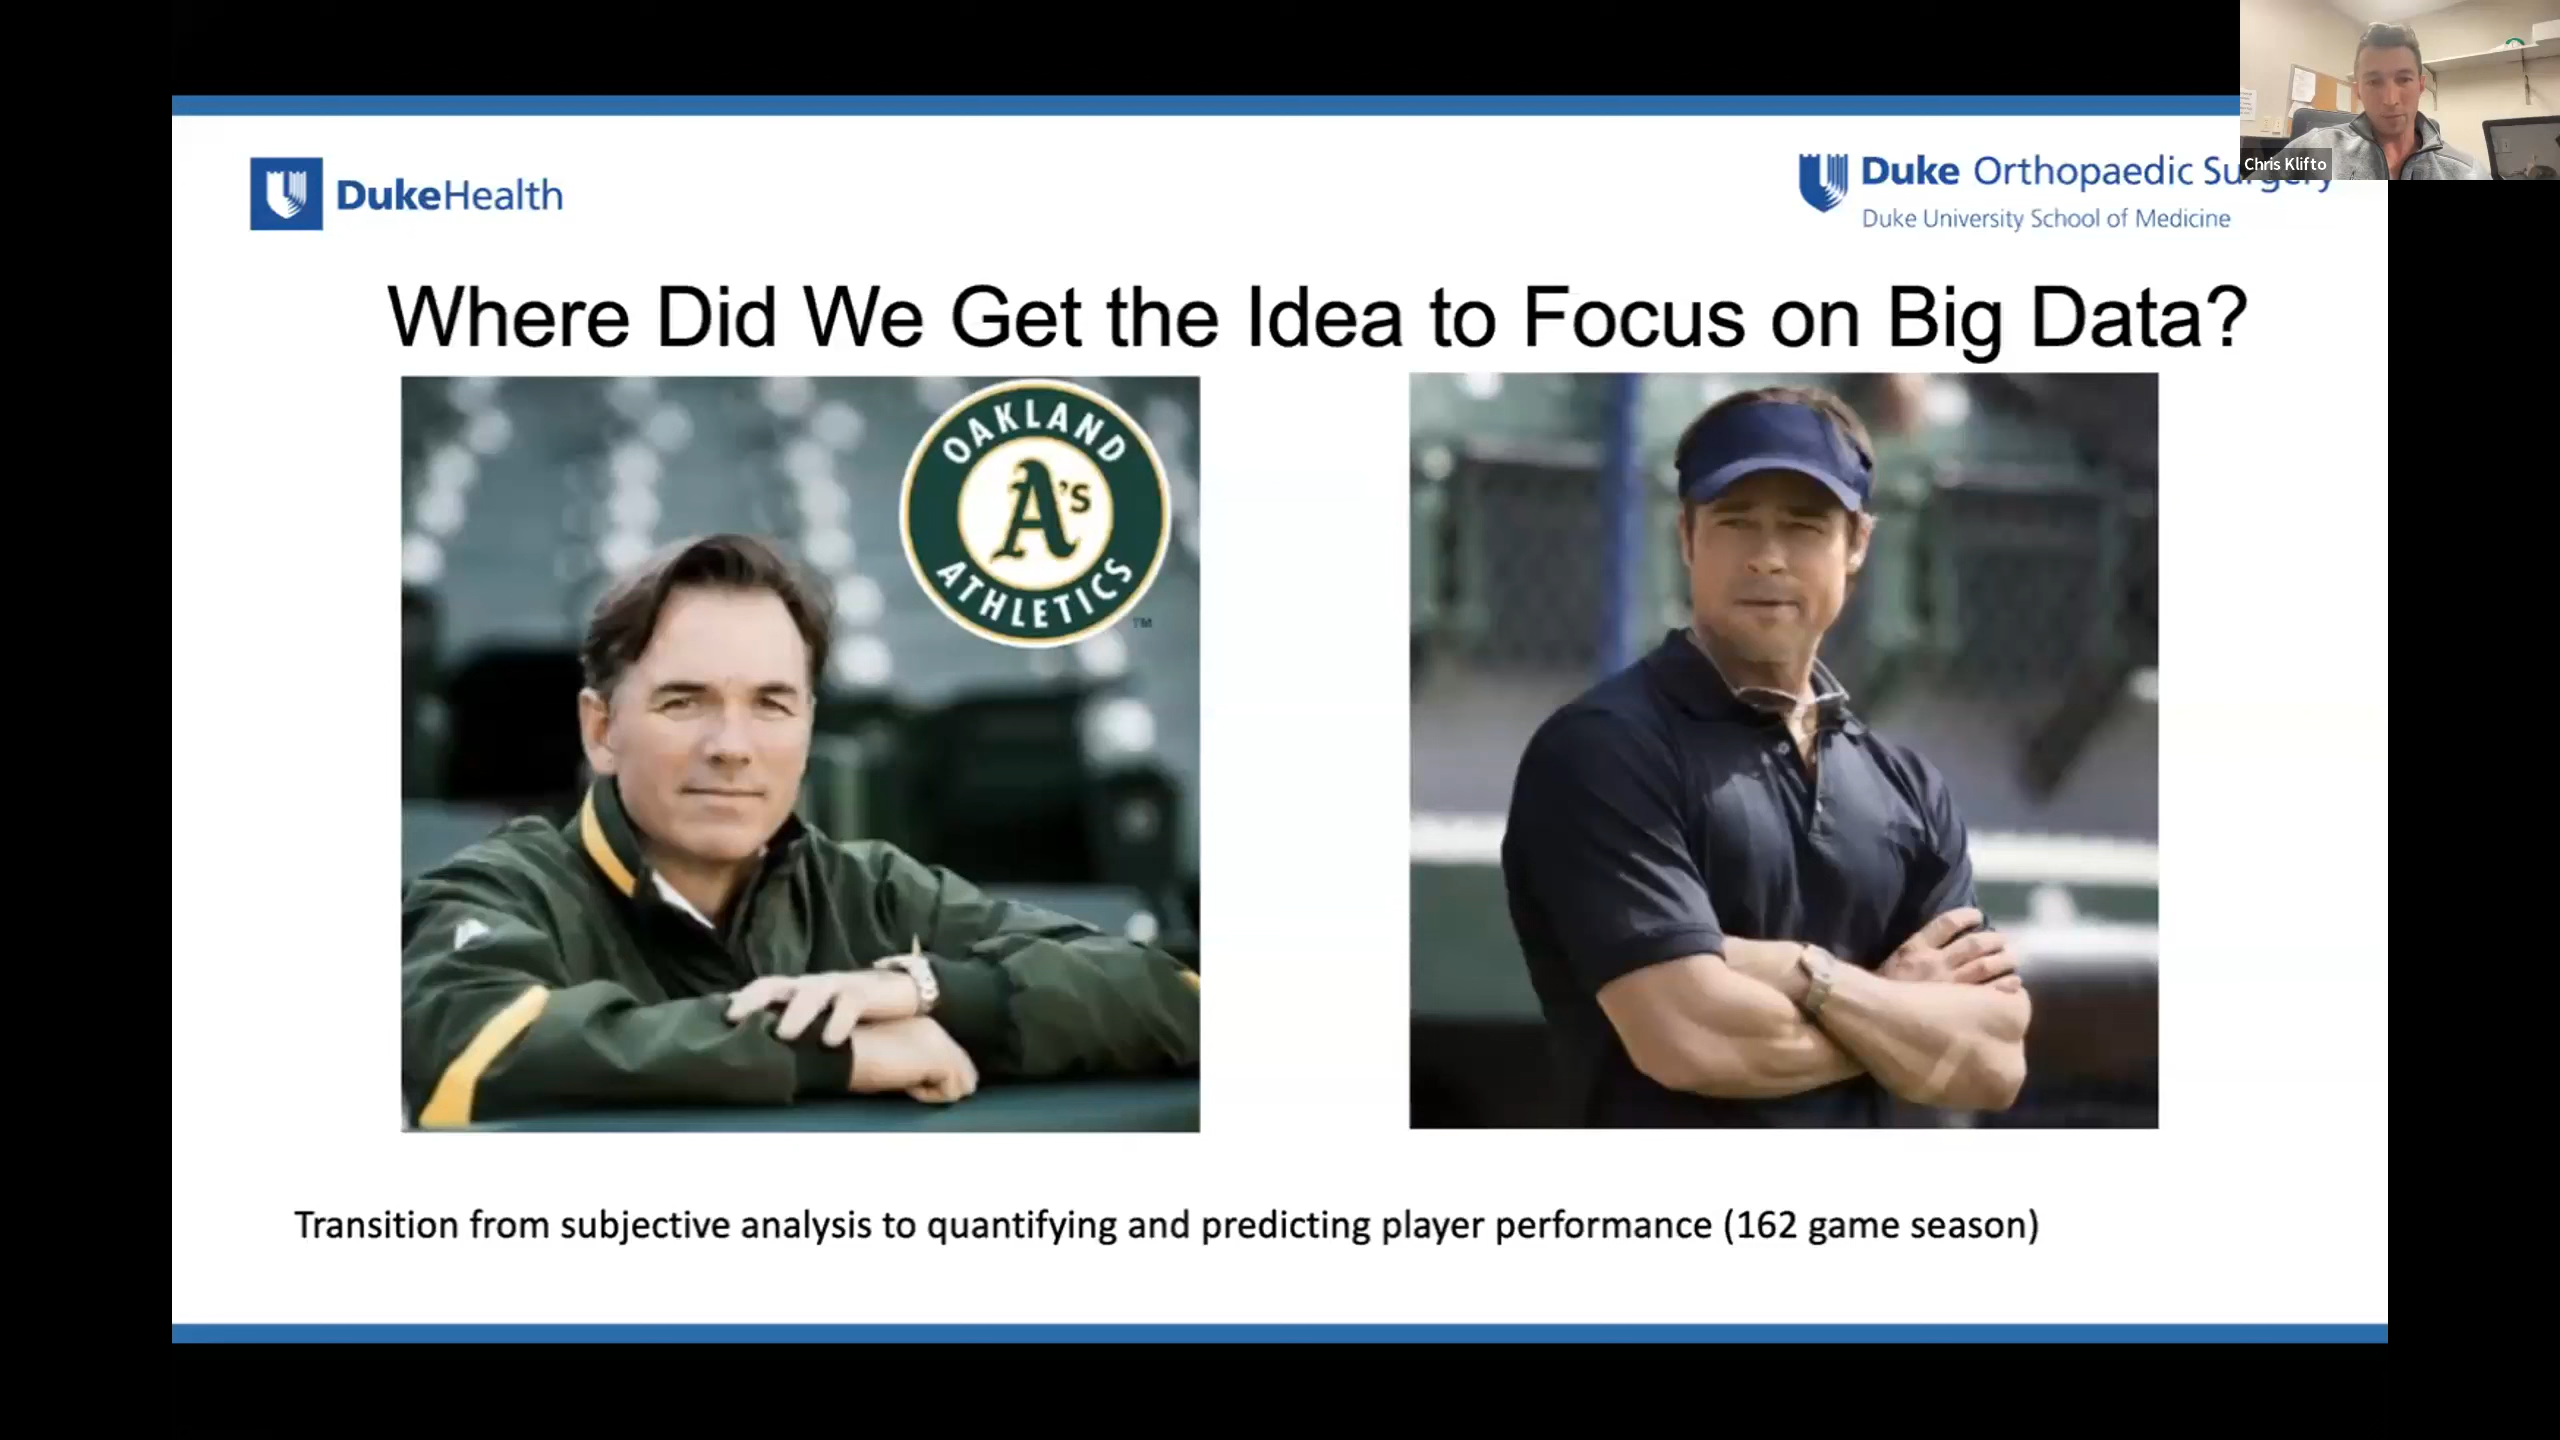 Chris Klifto
DukeHealth
Duke Orthopaedic Surgery
Duke University School of Medicine
Where Did We Get the Idea to Focus on Big Data?
OAKLAND
A's
ATHLETICS
TM
Transition from subjective analysis to quantifying and predicting player performance (162 game season)